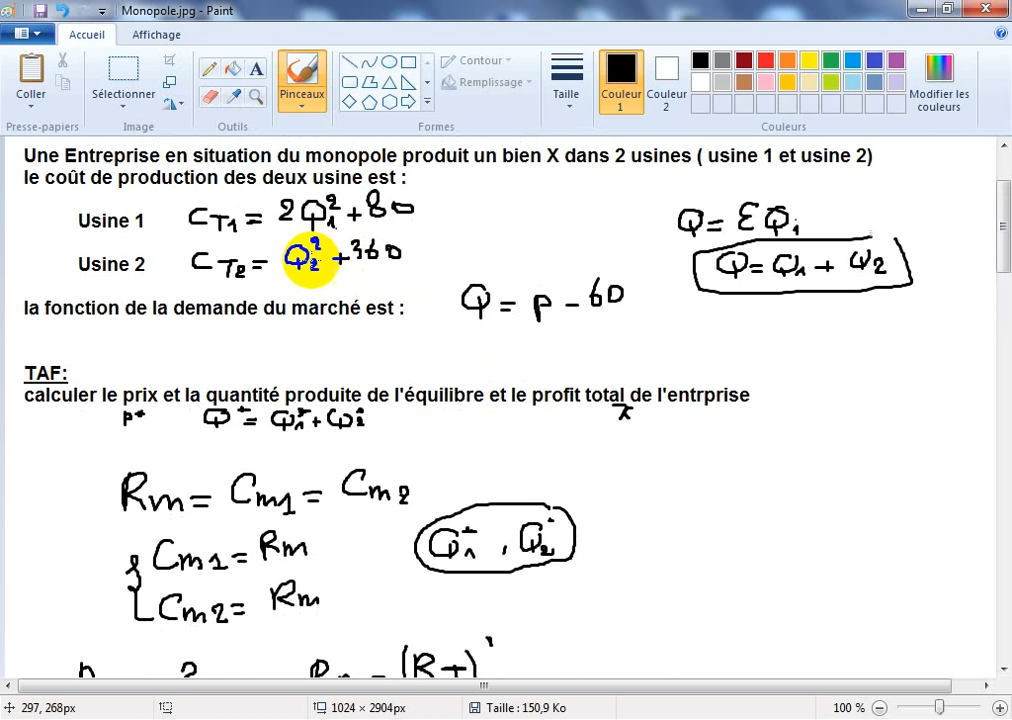 Monopole.jpg - Paint
Accueil Affichage
Coller Sélectionner Pinceaux Contour Remplissage Taille Couleur 1 Couleur 2 Modifier les couleurs
Presse-papiers Image Outils Formes Couleurs
Une Entreprise en situation du monopole produit un bien X dans 2 usines ( usine 1 et usine 2)
le coût de production des deux usine est :
Usine 1 CT1 = 2Q1² + 80
Q = ΣQi
Usine 2 CT2 = Q2² + 360
Q = Q1 + Q2
la fonction de la demande du marché est : Q = P - 60
TAF:
calculer le prix et la quantité produite de l'équilibre et le profit total de l'entrprise
P* Q* = Q1* + Q2* π
Rm = Cm1 = Cm2
Cm1 = Rm
Q1*, Q2*
Cm2 = Rm
297, 268px 1024 × 2904px Taille : 150,9 Ko 100 %